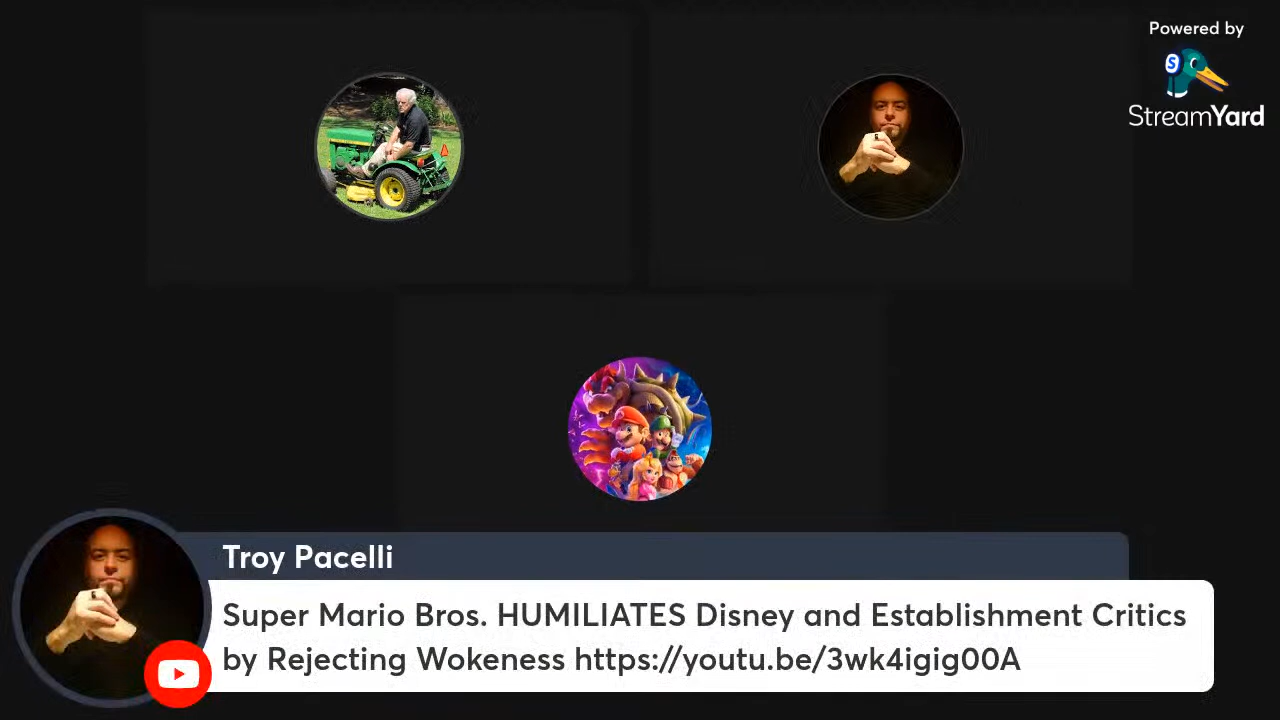 Powered by
StreamYard
Troy Pacelli
Super Mario Bros. HUMILIATES Disney and Establishment Critics
by Rejecting Wokeness https://youtu.be/3wk4igig00A